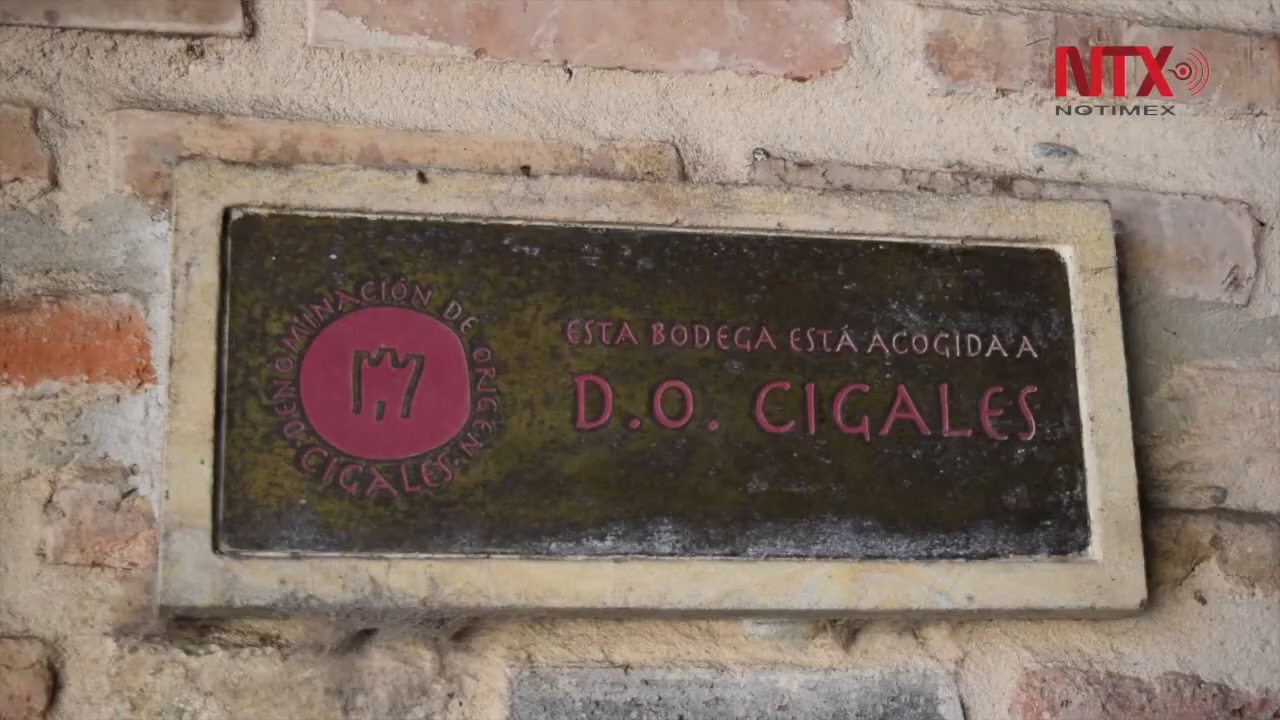 NTX
NOTIMEX
DENOMINACIÓN DE ORIGEN
CIGALES
ESTA BODEGA ESTÁ ACOGIDA A
D.O. CIGALES